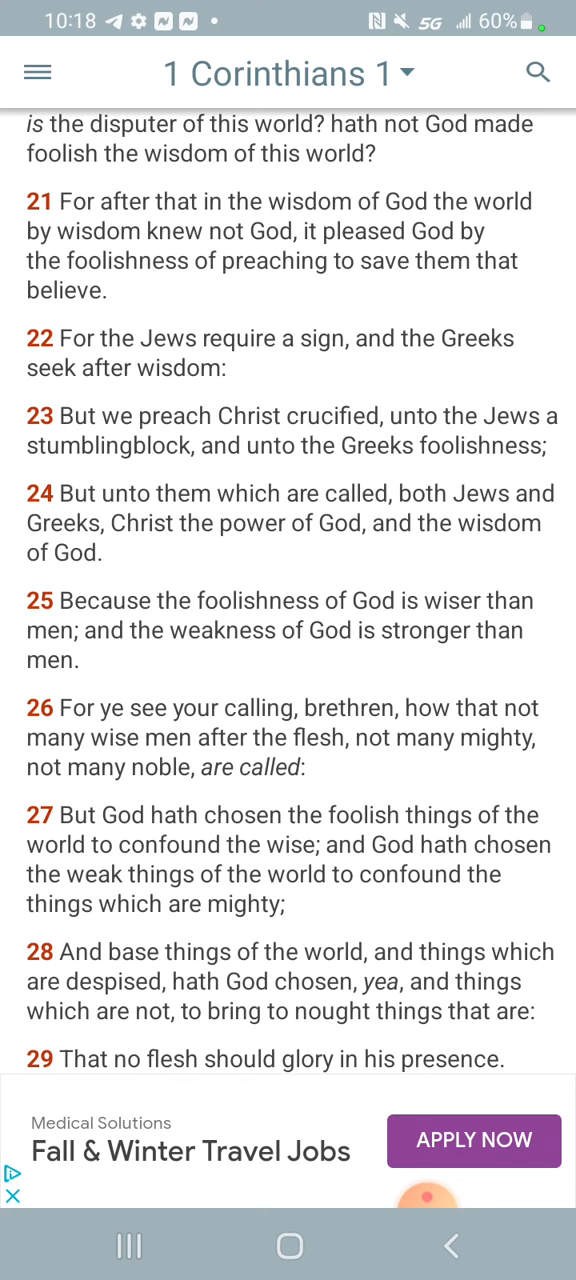 10:18 5G 60%
1 Corinthians 1
is the disputer of this world? hath not God made
foolish the wisdom of this world?
21 For after that in the wisdom of God the world
by wisdom knew not God, it pleased God by
the foolishness of preaching to save them that
believe.
22 For the Jews require a sign, and the Greeks
seek after wisdom:
23 But we preach Christ crucified, unto the Jews a
stumblingblock, and unto the Greeks foolishness;
24 But unto them which are called, both Jews and
Greeks, Christ the power of God, and the wisdom
of God.
25 Because the foolishness of God is wiser than
men; and the weakness of God is stronger than
men.
26 For ye see your calling, brethren, how that not
many wise men after the flesh, not many mighty,
not many noble, are called:
27 But God hath chosen the foolish things of the
world to confound the wise; and God hath chosen
the weak things of the world to confound the
things which are mighty;
28 And base things of the world, and things which
are despised, hath God chosen, yea, and things
which are not, to bring to nought things that are:
29 That no flesh should glory in his presence.
Medical Solutions
Fall & Winter Travel Jobs
APPLY NOW